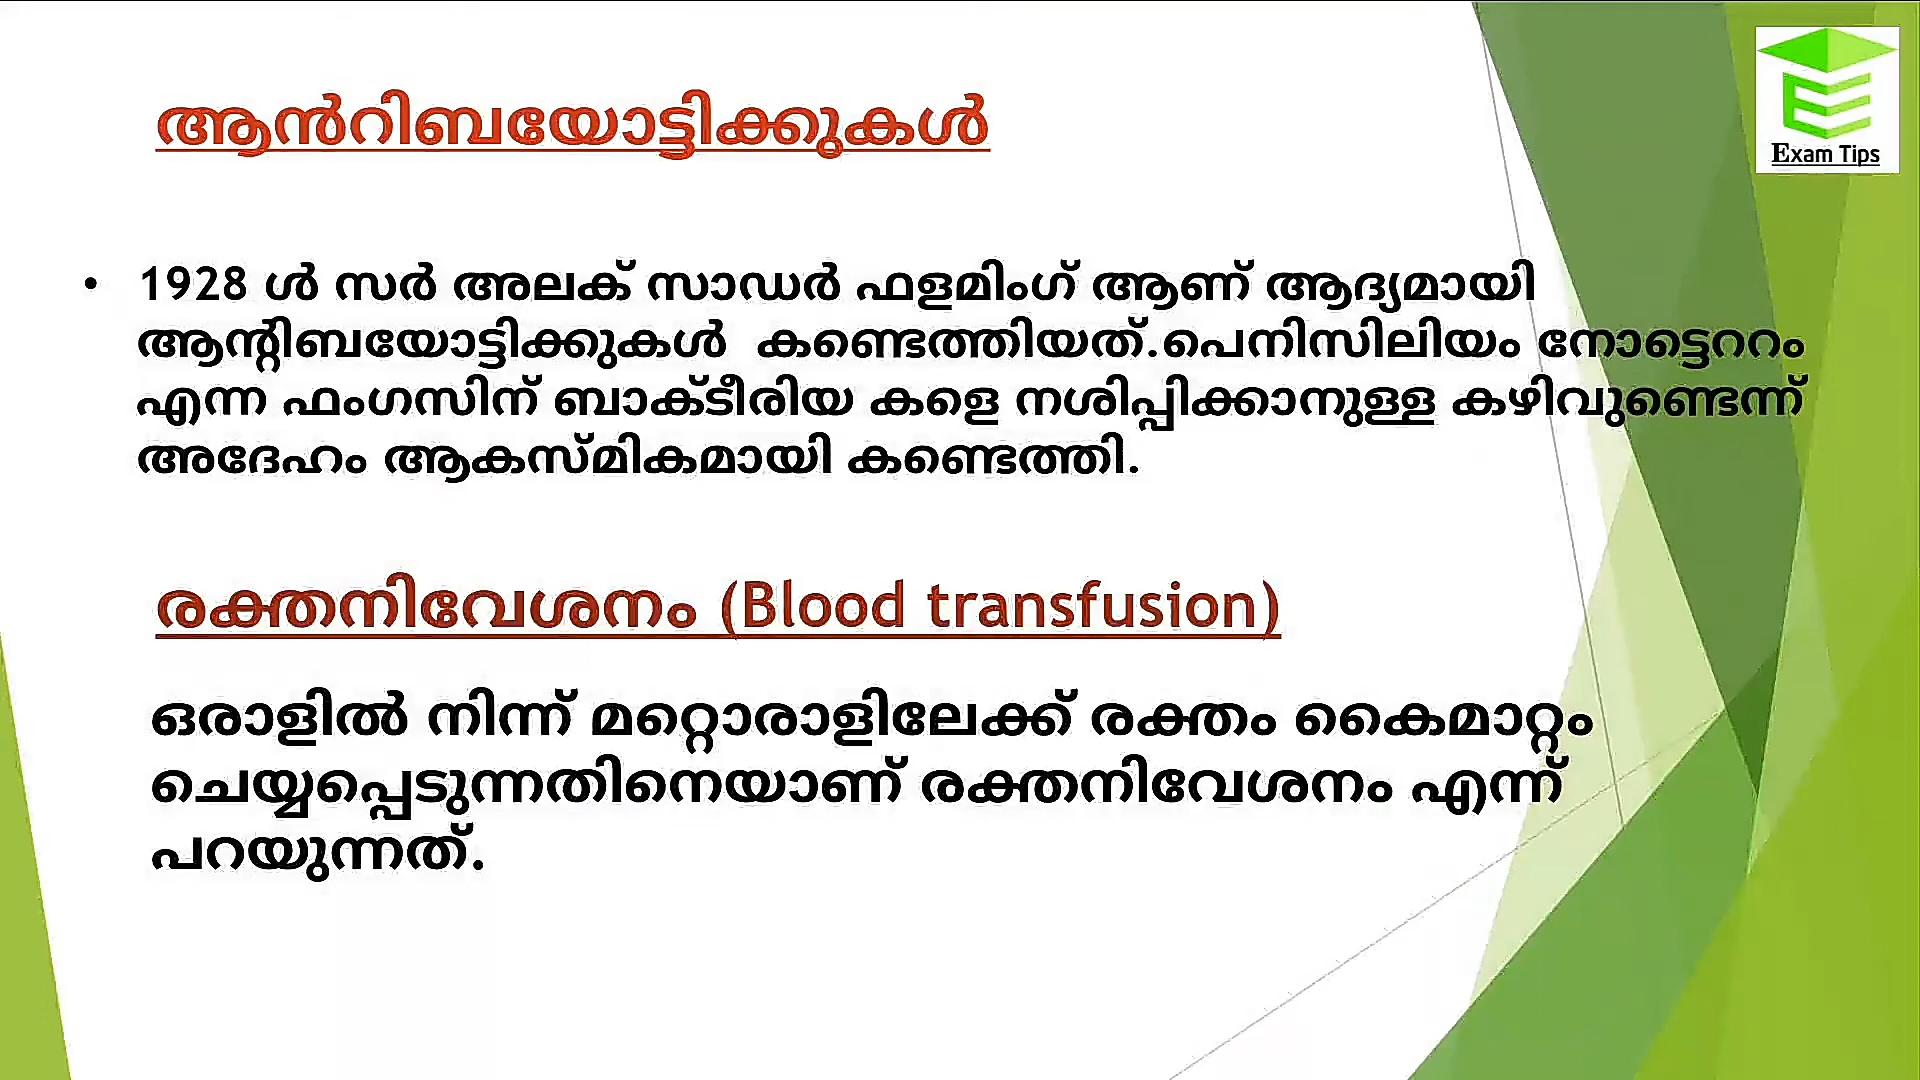 Exam Tips
ആൻറിബയോട്ടിക്കുകൾ
• 1928 ൾ സർ അലക് സാഡർ ഫളമിംഗ് ആണ് ആദ്യമായി
ആന്റിബയോട്ടിക്കുകൾ കണ്ടെത്തിയത്.പെനിസിലിയം നോട്ടെററം
എന്ന ഫംഗസിന് ബാക്ടീരിയ കളെ നശിപ്പിക്കാനുള്ള കഴിവുണ്ടെന്ന്
അദേഹം ആകസ്മികമായി കണ്ടെത്തി.
രക്തനിവേശനം (Blood transfusion)
ഒരാളിൽ നിന്ന് മറ്റൊരാളിലേക്ക് രക്തം കൈമാറ്റം
ചെയ്യപ്പെടുന്നതിനെയാണ് രക്തനിവേശനം എന്ന്
പറയുന്നത്.